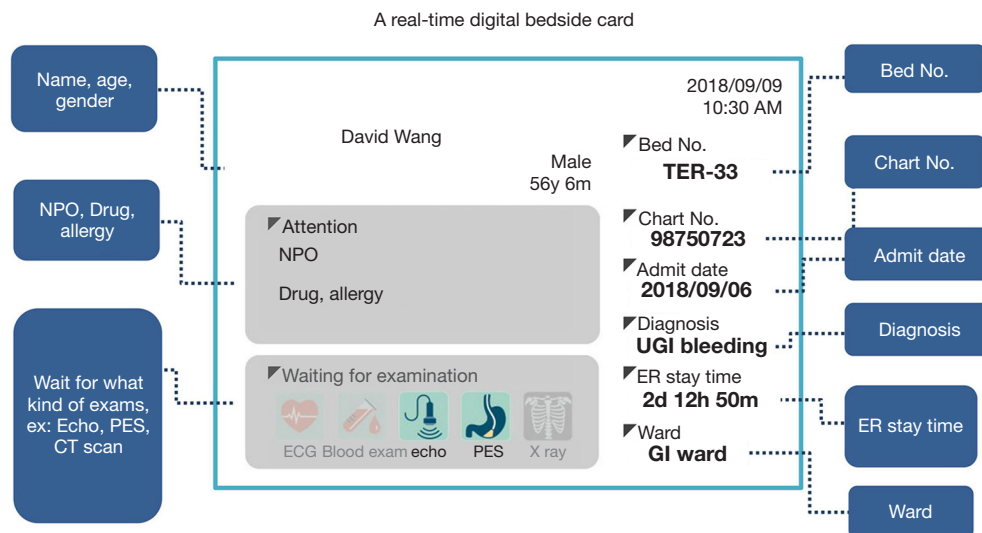 A real-time digital bedside card
Name, age,
gender
NPO, Drug,
allergy
Wait for what
kind of exams,
ex: Echo, PES,
CT scan
2018/09/09
10:30 AM
David Wang
Male
56y 6m
Attention
NPO
Drug, allergy
Waiting for examination
ECG Blood exam echo PES X ray
Bed No.
TER-33
Chart No.
98750723
Admit date
2018/09/06
Diagnosis
UGI bleeding
ER stay time
2d 12h 50m
Ward
GI ward
Bed No.
Chart No.
Admit date
Diagnosis
ER stay time
Ward